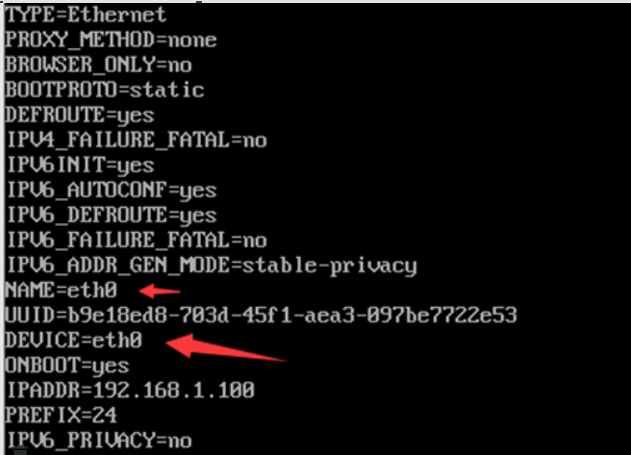 TYPE=Ethernet
PROXY_METHOD=none
BROWSER_ONLY=no
BOOTPROTO=static
DEFROUTE=yes
IPV4_FAILURE_FATAL=no
IPV6INIT=yes
IPV6_AUTOCONF=yes
IPV6_DEFROUTE=yes
IPV6_FAILURE_FATAL=no
IPV6_ADDR_GEN_MODE=stable-privacy
NAME=eth0
UUID=b9e18ed8-703d-45f1-aea3-097be7722e53
DEVICE=eth0
ONBOOT=yes
IPADDR=192.168.1.100
PREFIX=24
IPV6_PRIVACY=no